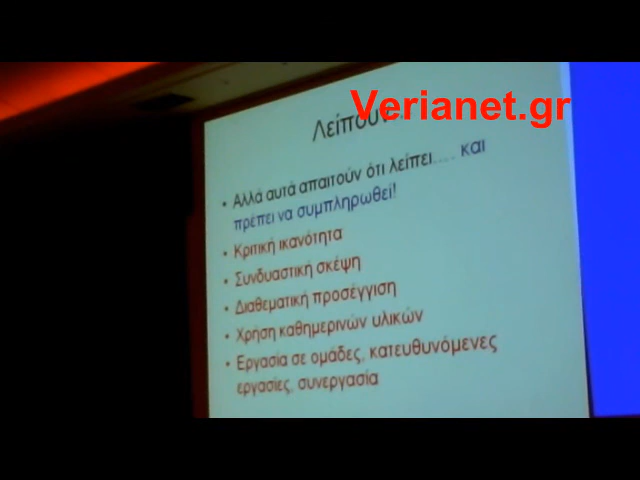 Verianet.gr
Λείπουν
• Αλλά αυτά απαιτούν ότι λείπει..... και
πρέπει να συμπληρωθεί!
• Κριτική ικανότητα
• Συνδυαστική σκέψη
• Διαθεματική προσέγγιση
• Χρήση καθημερινών υλικών
• Εργασία σε ομάδες, κατευθυνόμενες
εργασίες, συνεργασία